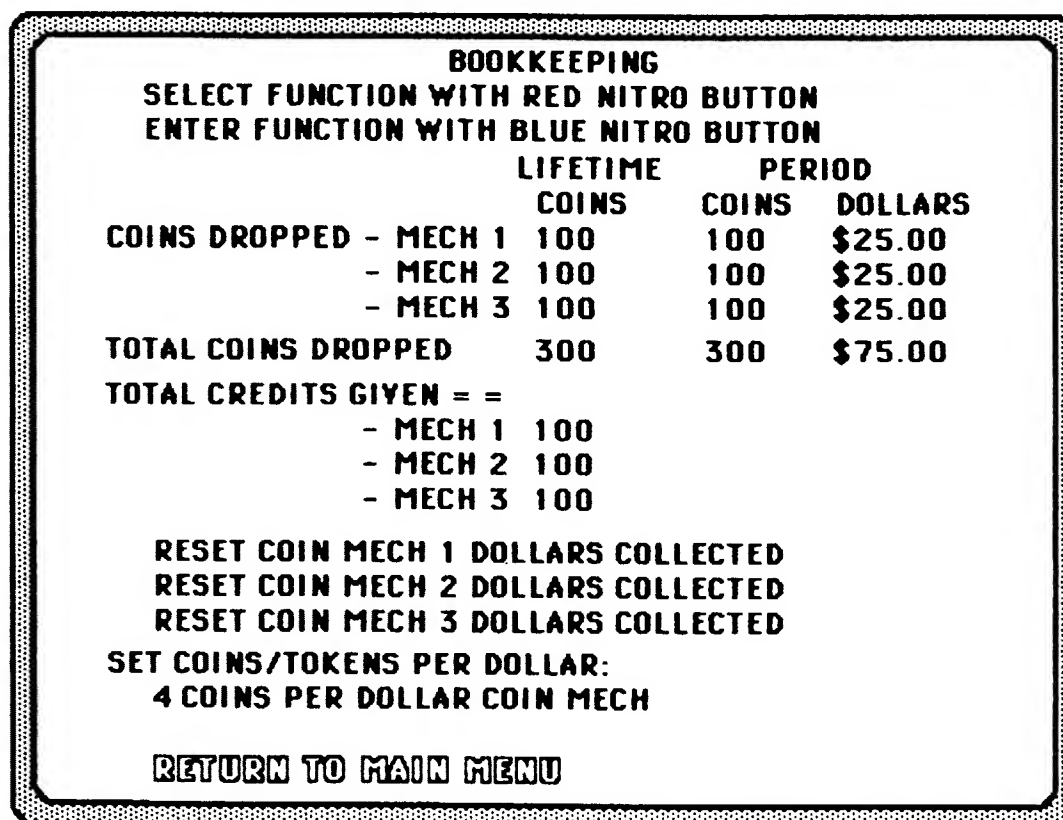 BOOKKEEPING
SELECT FUNCTION WITH RED NITRO BUTTON
ENTER FUNCTION WITH BLUE NITRO BUTTON
LIFETIME PERIOD
COINS COINS DOLLARS
COINS DROPPED - MECH 1 100 100 $25.00
- MECH 2 100 100 $25.00
- MECH 3 100 100 $25.00
TOTAL COINS DROPPED 300 300 $75.00
TOTAL CREDITS GIVEN = =
- MECH 1 100
- MECH 2 100
- MECH 3 100
RESET COIN MECH 1 DOLLARS COLLECTED
RESET COIN MECH 2 DOLLARS COLLECTED
RESET COIN MECH 3 DOLLARS COLLECTED
SET COINS/TOKENS PER DOLLAR:
4 COINS PER DOLLAR COIN MECH
RETURN TO MAIN MENU